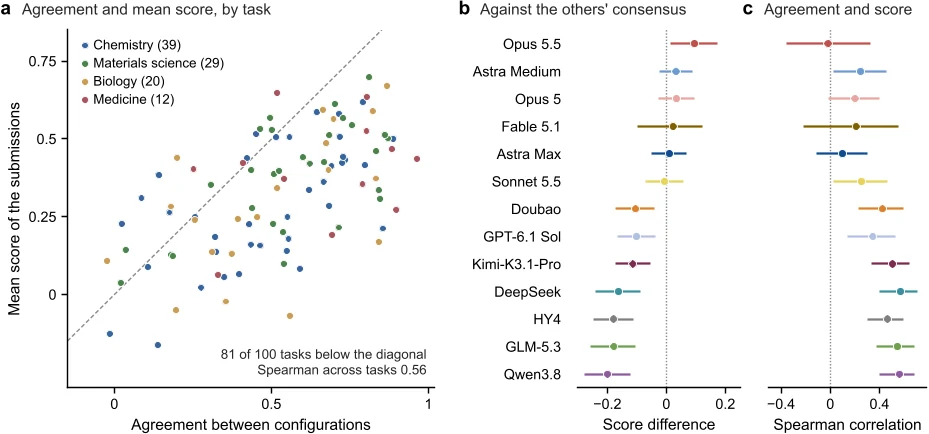 a Agreement and mean score, by task
Chemistry (39)
Materials science (29)
Biology (20)
Medicine (12)
0.75
0.5
0.25
0
Mean score of the submissions
81 of 100 tasks below the diagonal
Spearman across tasks 0.56
0 0.5 1
Agreement between configurations
b Against the others' consensus
Opus 5.5
Astra Medium
Opus 5
Fable 5.1
Astra Max
Sonnet 5.5
Doubao
GPT-6.1 Sol
Kimi-K3.1-Pro
DeepSeek
HY4
GLM-5.3
Qwen3.8
−0.2 0 0.2
Score difference
c Agreement and score
−0.4 0 0.4
Spearman correlation